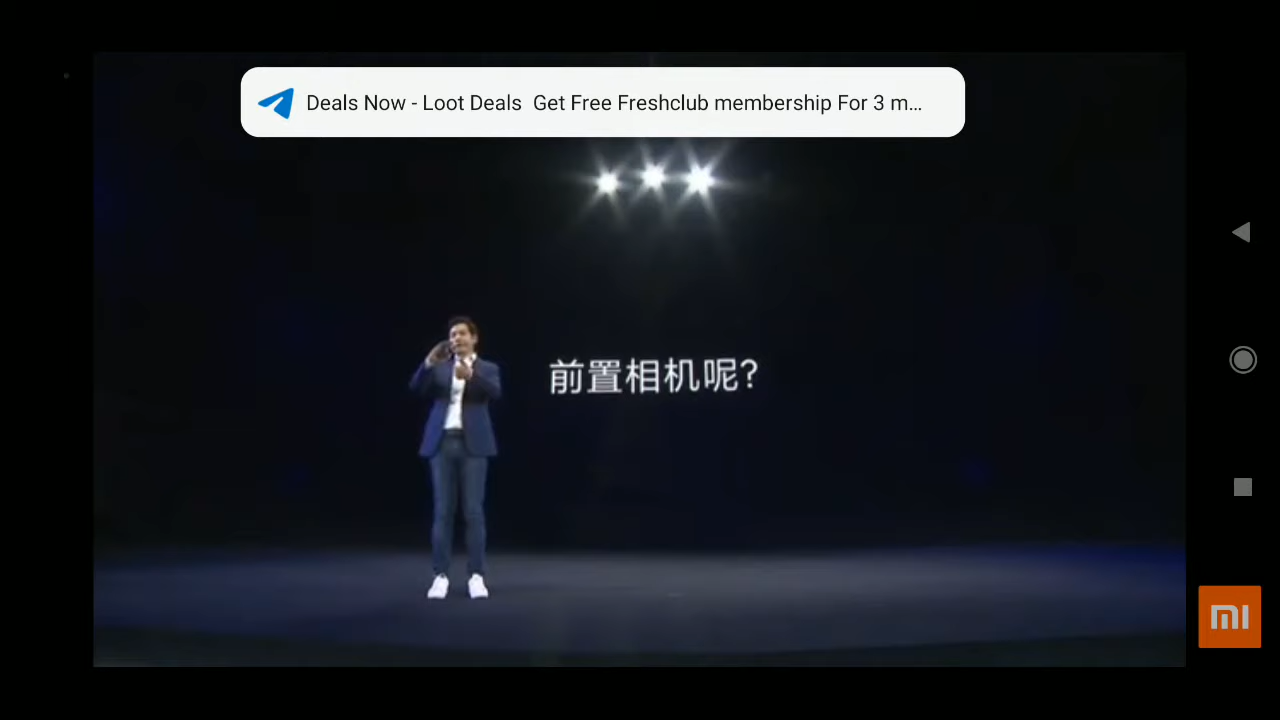 Deals Now - Loot Deals Get Free Freshclub membership For 3 m...
前置相机呢?
mi